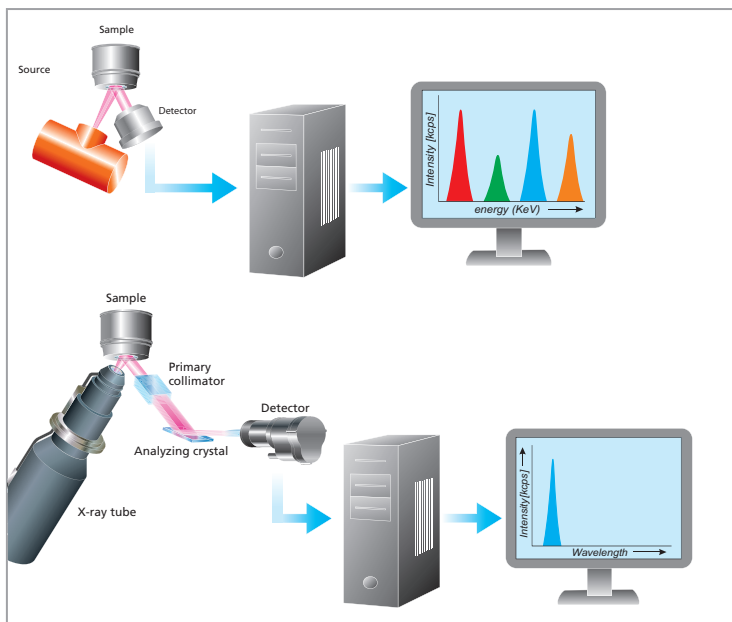 Sample
Source
Detector
Intensity [kcps]
energy (KeV)
Sample
Primary
collimator
Detector
Analyzing crystal
X-ray tube
Intensity[kcps]
Wavelength